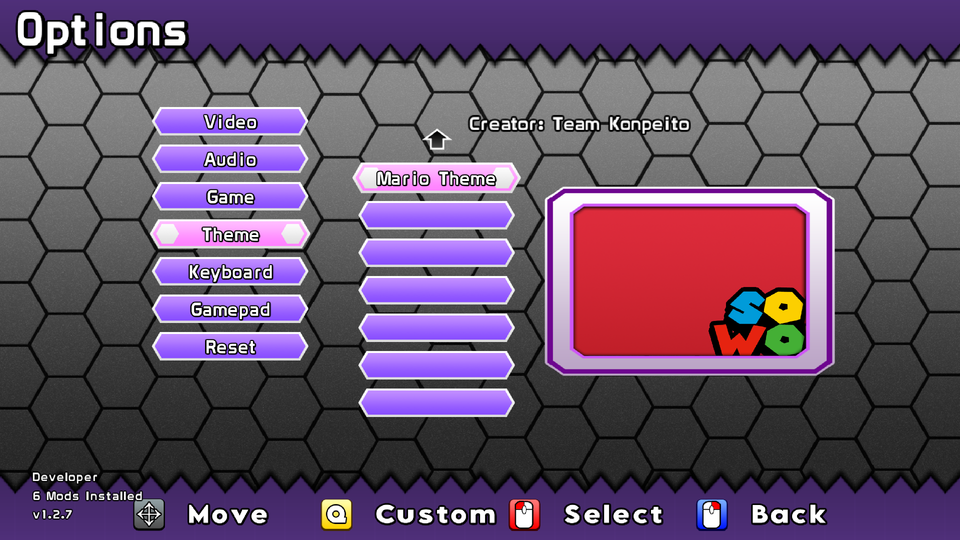 Options
Video
Audio
Game
Theme
Keyboard
Gamepad
Reset
Creator: Team Konpeito
Mario Theme
SO
WO
Developer
6 Mods Installed
v1.2.7
Move
Q
Custom
Select
Back